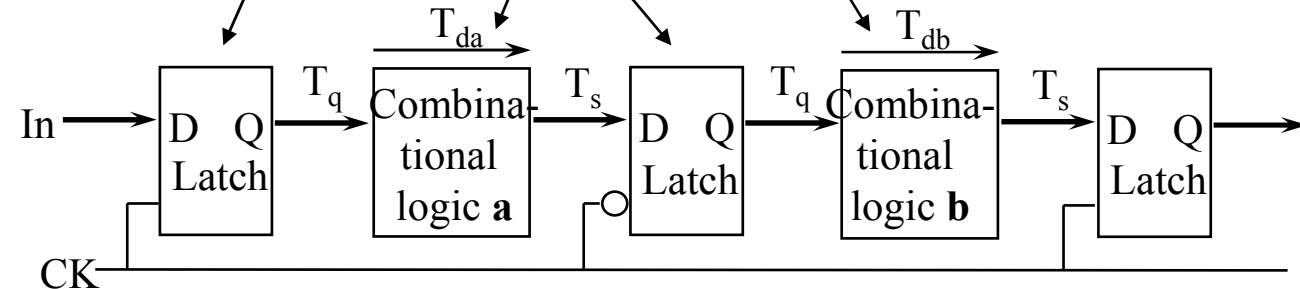 T_da
T_db
In
D Q
Latch
T_q
Combina-
tional
logic a
T_s
D Q
Latch
T_q
Combina-
tional
logic b
T_s
D Q
Latch
CK